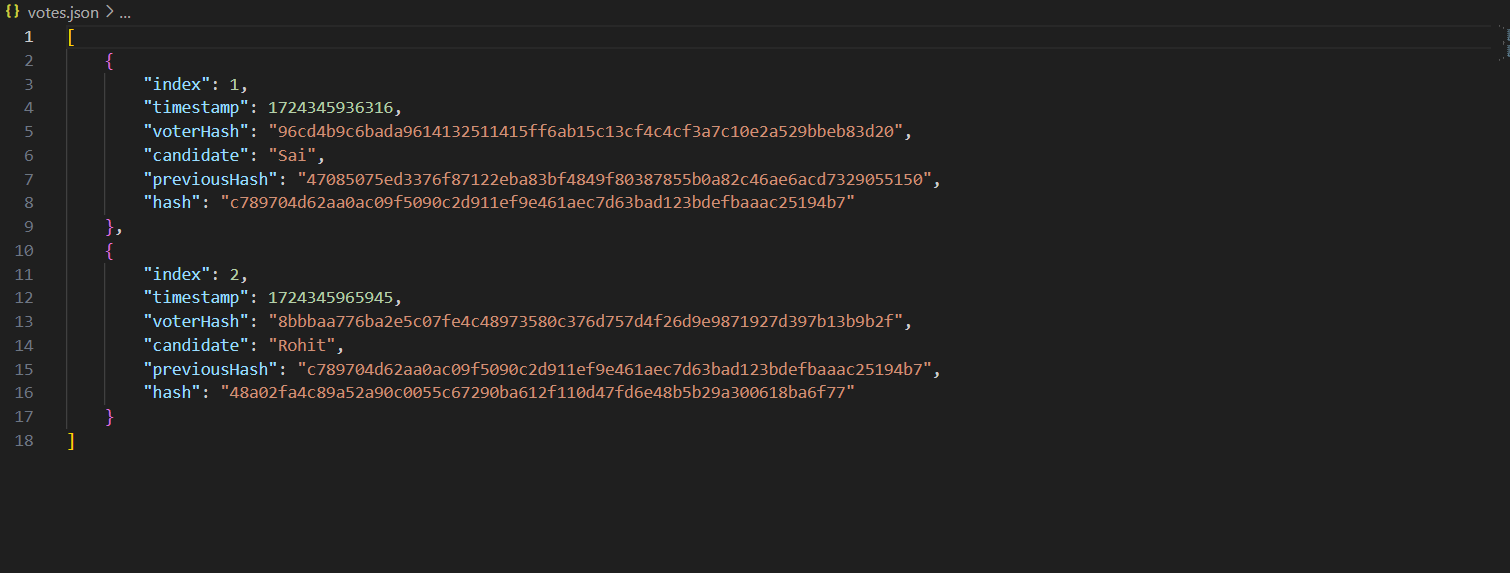 {} votes.json > ...
1 [
2 {
3 "index": 1,
4 "timestamp": 1724345936316,
5 "voterHash": "96cd4b9c6bada9614132511415ff6ab15c13cf4c4cf3a7c10e2a529bbeb83d20",
6 "candidate": "Sai",
7 "previousHash": "47085075ed3376f87122eba83bf4849f80387855b0a82c46ae6acd7329055150",
8 "hash": "c789704d62aa0ac09f5090c2d911ef9e461aec7d63bad123bdefbaaac25194b7"
9 },
10 {
11 "index": 2,
12 "timestamp": 1724345965945,
13 "voterHash": "8bbbaa776ba2e5c07fe4c48973580c376d757d4f26d9e9871927d397b13b9b2f",
14 "candidate": "Rohit",
15 "previousHash": "c789704d62aa0ac09f5090c2d911ef9e461aec7d63bad123bdefbaaac25194b7",
16 "hash": "48a02fa4c89a52a90c0055c67290ba612f110d47fd6e48b5b29a300618ba6f77"
17 }
18 ]